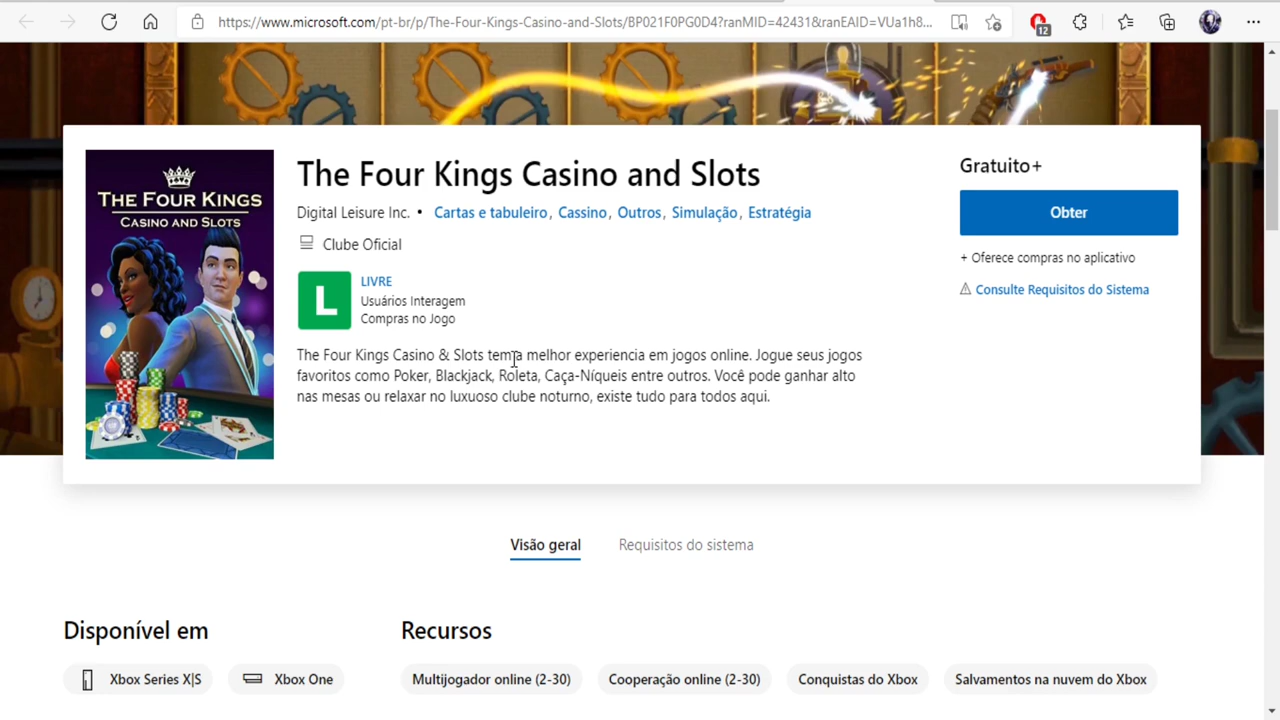 https://www.microsoft.com/pt-br/p/The-Four-Kings-Casino-and-Slots/BP021F0PG0D4?ranMID=42431&ranEAID=VUa1h8...
12
THE FOUR KINGS
CASINO AND SLOTS
The Four Kings Casino and Slots
Digital Leisure Inc. • Cartas e tabuleiro, Cassino, Outros, Simulação, Estratégia
Clube Oficial
L
LIVRE
Usuários Interagem
Compras no Jogo
The Four Kings Casino & Slots tem a melhor experiencia em jogos online. Jogue seus jogos
favoritos como Poker, Blackjack, Roleta, Caça-Níqueis entre outros. Você pode ganhar alto
nas mesas ou relaxar no luxuoso clube noturno, existe tudo para todos aqui.
Gratuito+
Obter
+ Oferece compras no aplicativo
Consulte Requisitos do Sistema
Visão geral
Requisitos do sistema
Disponível em
Xbox Series X|S
Xbox One
Recursos
Multijogador online (2-30)
Cooperação online (2-30)
Conquistas do Xbox
Salvamentos na nuvem do Xbox